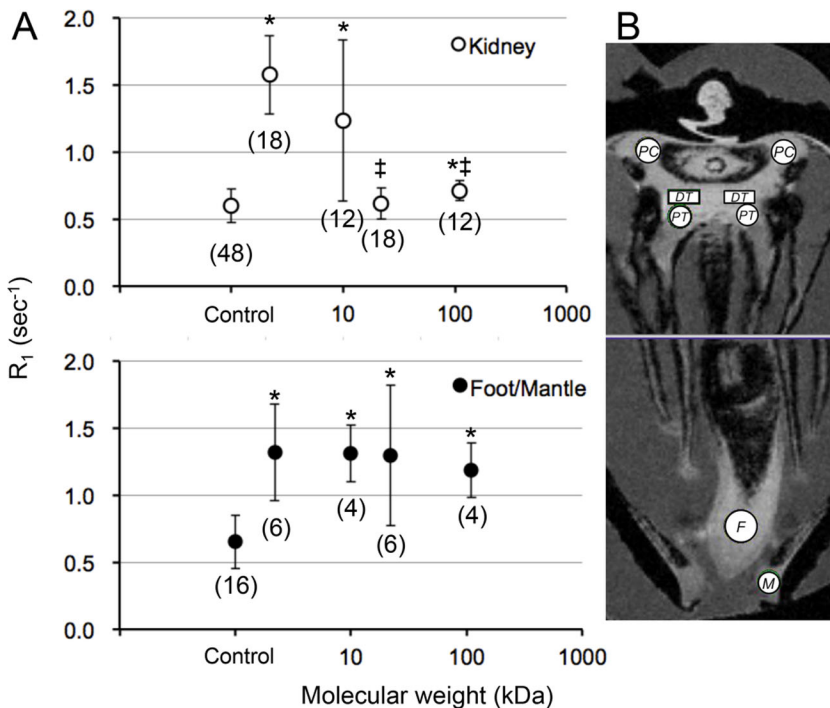 A
B
2.0
1.5
1.0
0.5
0.0
* * Kidney
(18)
‡ *‡
(12) (18) (12)
(48)
Control 10 100 1000
R1 (sec-1)
2.0
1.5
1.0
0.5
0.0
* * * * Foot/Mantle
(6) (4) (6) (4)
(16)
Control 10 100 1000
Molecular weight (kDa)
PC PC
DT DT
PT PT
F
M